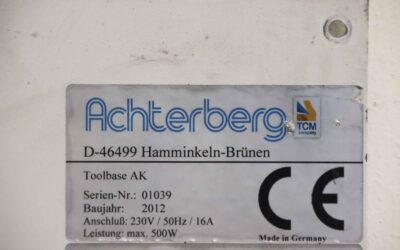 Achterberg
TCM
company
D-46499 Hamminkeln-Brünen
Toolbase AK
Serien-Nr.: 01039
Baujahr: 2012
Anschluß: 230V / 50Hz / 16A
Leistung: max. 500W
CE
Made in Germany